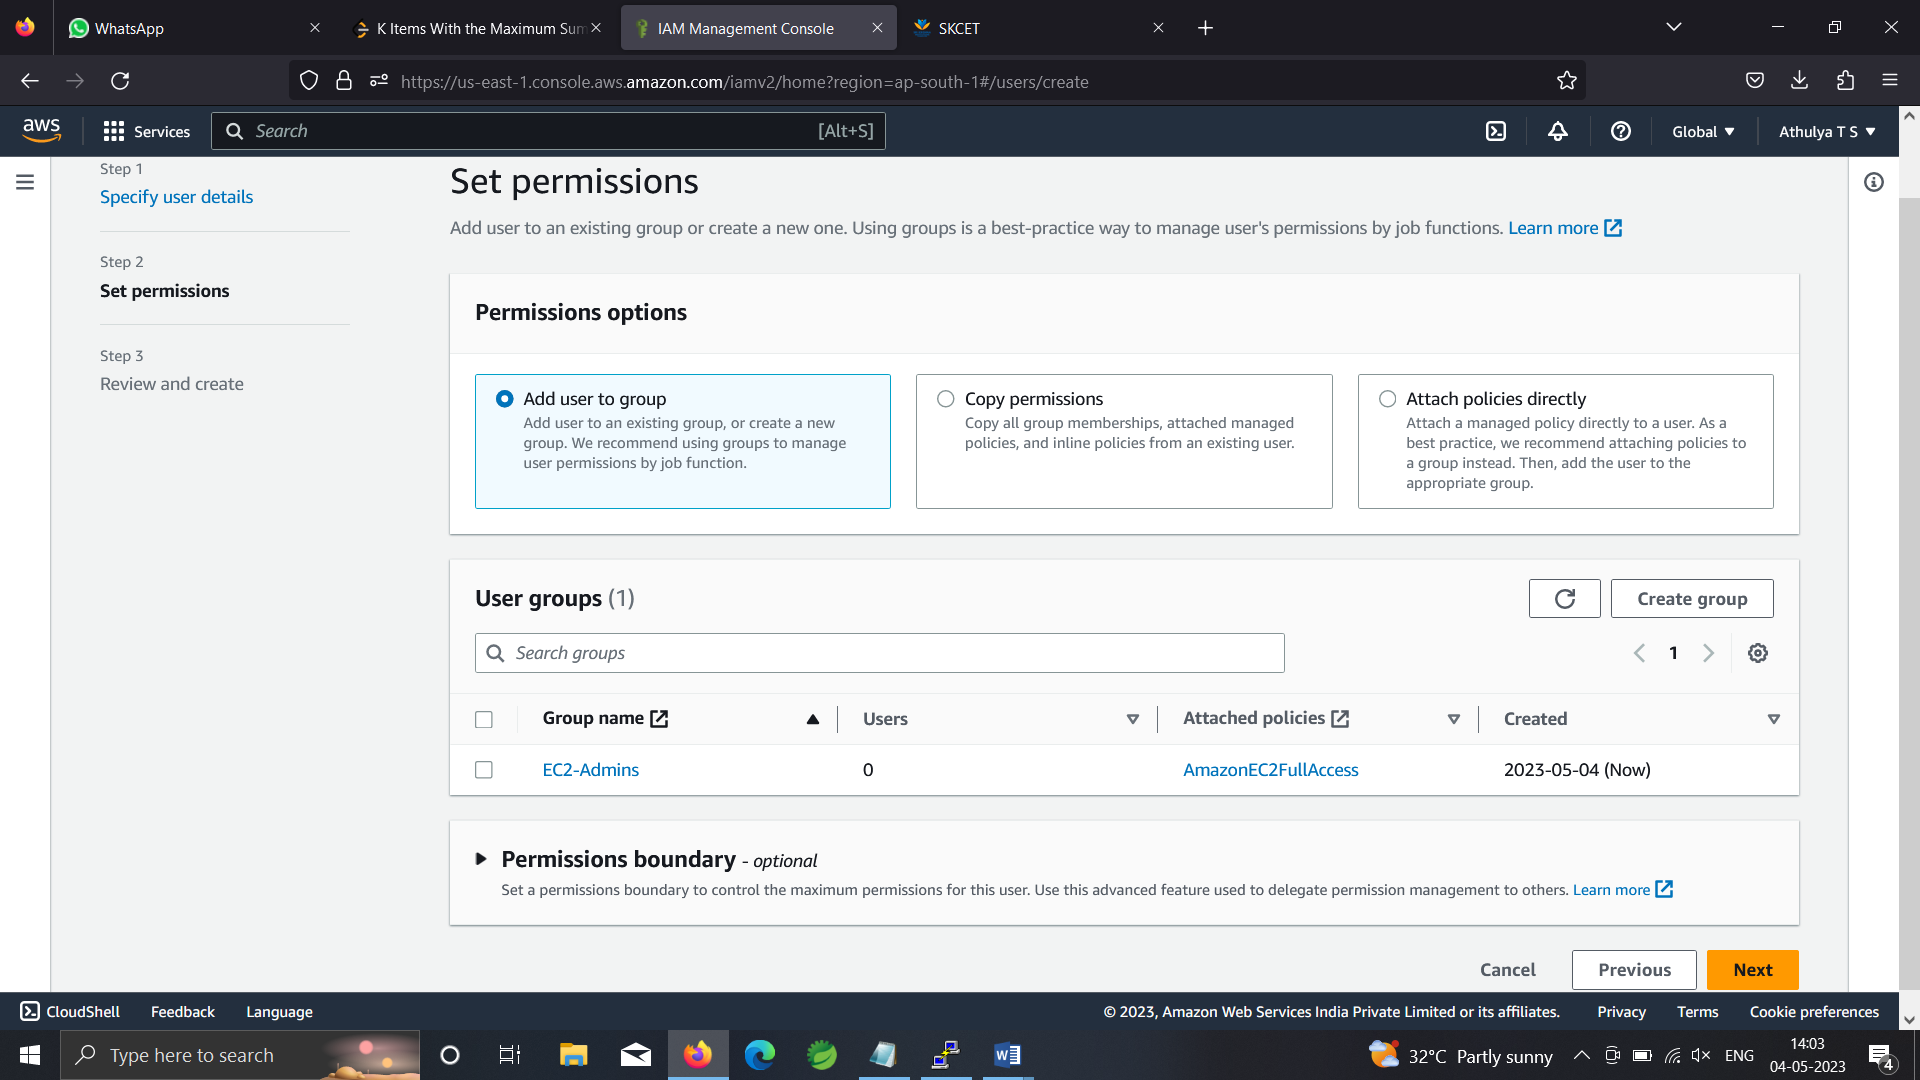 WhatsApp
K Items With the Maximum Sum
IAM Management Console
SKCET
https://us-east-1.console.aws.amazon.com/iamv2/home?region=ap-south-1#/users/create
aws
Services
Search
[Alt+S]
Global
Athulya T S
Step 1
Specify user details
Step 2
Set permissions
Step 3
Review and create
Set permissions
Add user to an existing group or create a new one. Using groups is a best-practice way to manage user's permissions by job functions. Learn more
Permissions options
Add user to group
Add user to an existing group, or create a new
group. We recommend using groups to manage
user permissions by job function.
Copy permissions
Copy all group memberships, attached managed
policies, and inline policies from an existing user.
Attach policies directly
Attach a managed policy directly to a user. As a
best practice, we recommend attaching policies to
a group instead. Then, add the user to the
appropriate group.
User groups (1)
Create group
Search groups
1
Group name
Users
Attached policies
Created
EC2-Admins
0
AmazonEC2FullAccess
2023-05-04 (Now)
Permissions boundary - optional
Set a permissions boundary to control the maximum permissions for this user. Use this advanced feature used to delegate permission management to others. Learn more
Cancel
Previous
Next
CloudShell
Feedback
Language
© 2023, Amazon Web Services India Private Limited or its affiliates.
Privacy
Terms
Cookie preferences
Type here to search
32°C Partly sunny
ENG
14:03
04-05-2023
4